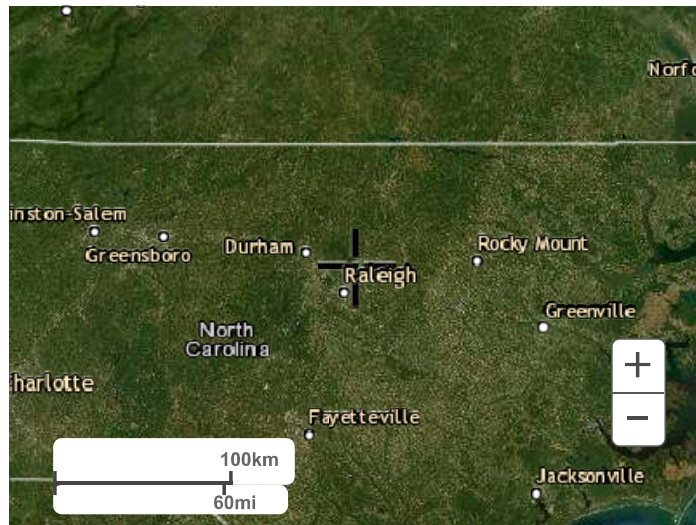 Norfo
inston-Salem
Greensboro
Durham
Raleigh
Rocky Mount
Greenville
North
Carolina
harlotte
Fayetteville
Jacksonville
+
−
100km
60mi